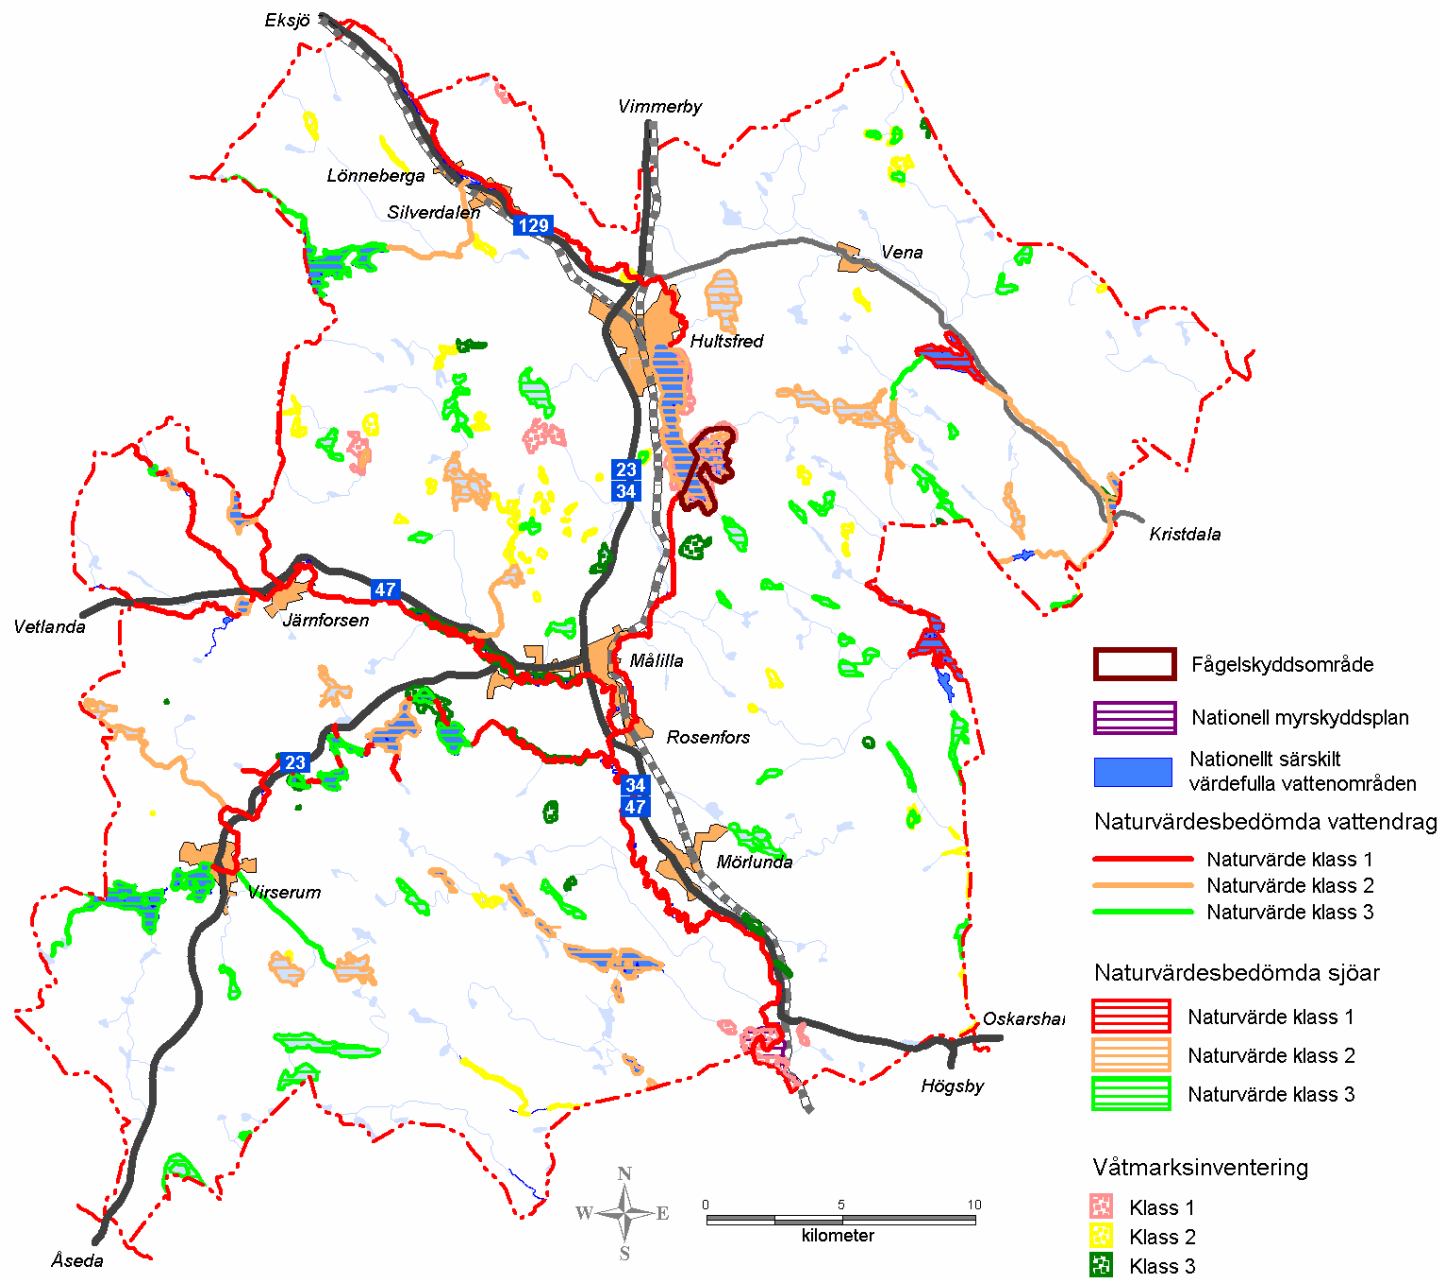 Eksjö
Vimmerby
Lönneberga
Silverdalen
129
Vena
Hultsfred
23
34
Kristdala
47
Vetlanda
Järnforsen
Målilla
Rosenfors
23
34
47
Mörlunda
Virserum
Oskarshar
Högsby
Åseda
N
W E
S
0 5 10
kilometer
Fågelskyddsområde
Nationell myrskyddsplan
Nationellt särskilt
värdefulla vattenområden
Naturvärdesbedömda vattendrag
Naturvärde klass 1
Naturvärde klass 2
Naturvärde klass 3
Naturvärdesbedömda sjöar
Naturvärde klass 1
Naturvärde klass 2
Naturvärde klass 3
Våtmarksinventering
Klass 1
Klass 2
Klass 3